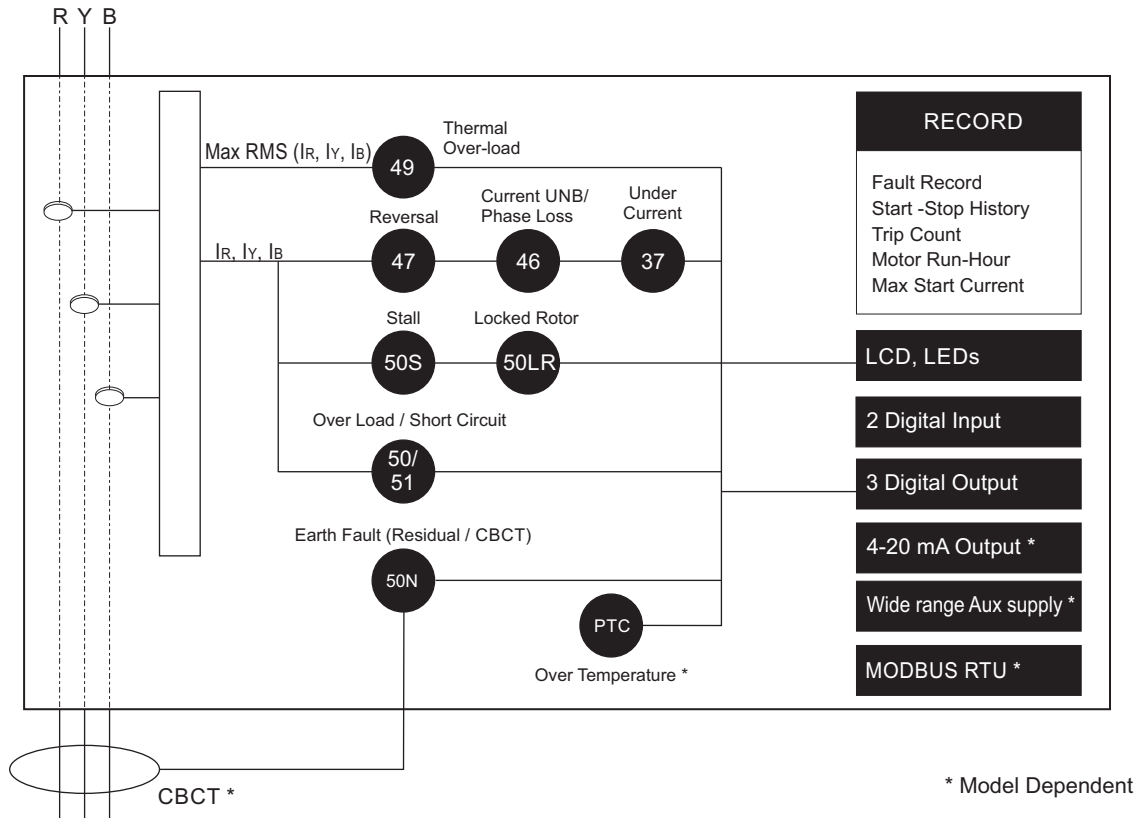 R Y B
Max RMS (IR, IY, IB)
IR, IY, IB
Thermal
Over-load
49
Reversal
47
Current UNB/
Phase Loss
46
Under
Current
37
Stall
50S
Locked Rotor
50LR
Over Load / Short Circuit
50/
51
Earth Fault (Residual / CBCT)
50N
PTC
Over Temperature *
CBCT *
RECORD
Fault Record
Start -Stop History
Trip Count
Motor Run-Hour
Max Start Current
LCD, LEDs
2 Digital Input
3 Digital Output
4-20 mA Output *
Wide range Aux supply *
MODBUS RTU *
* Model Dependent